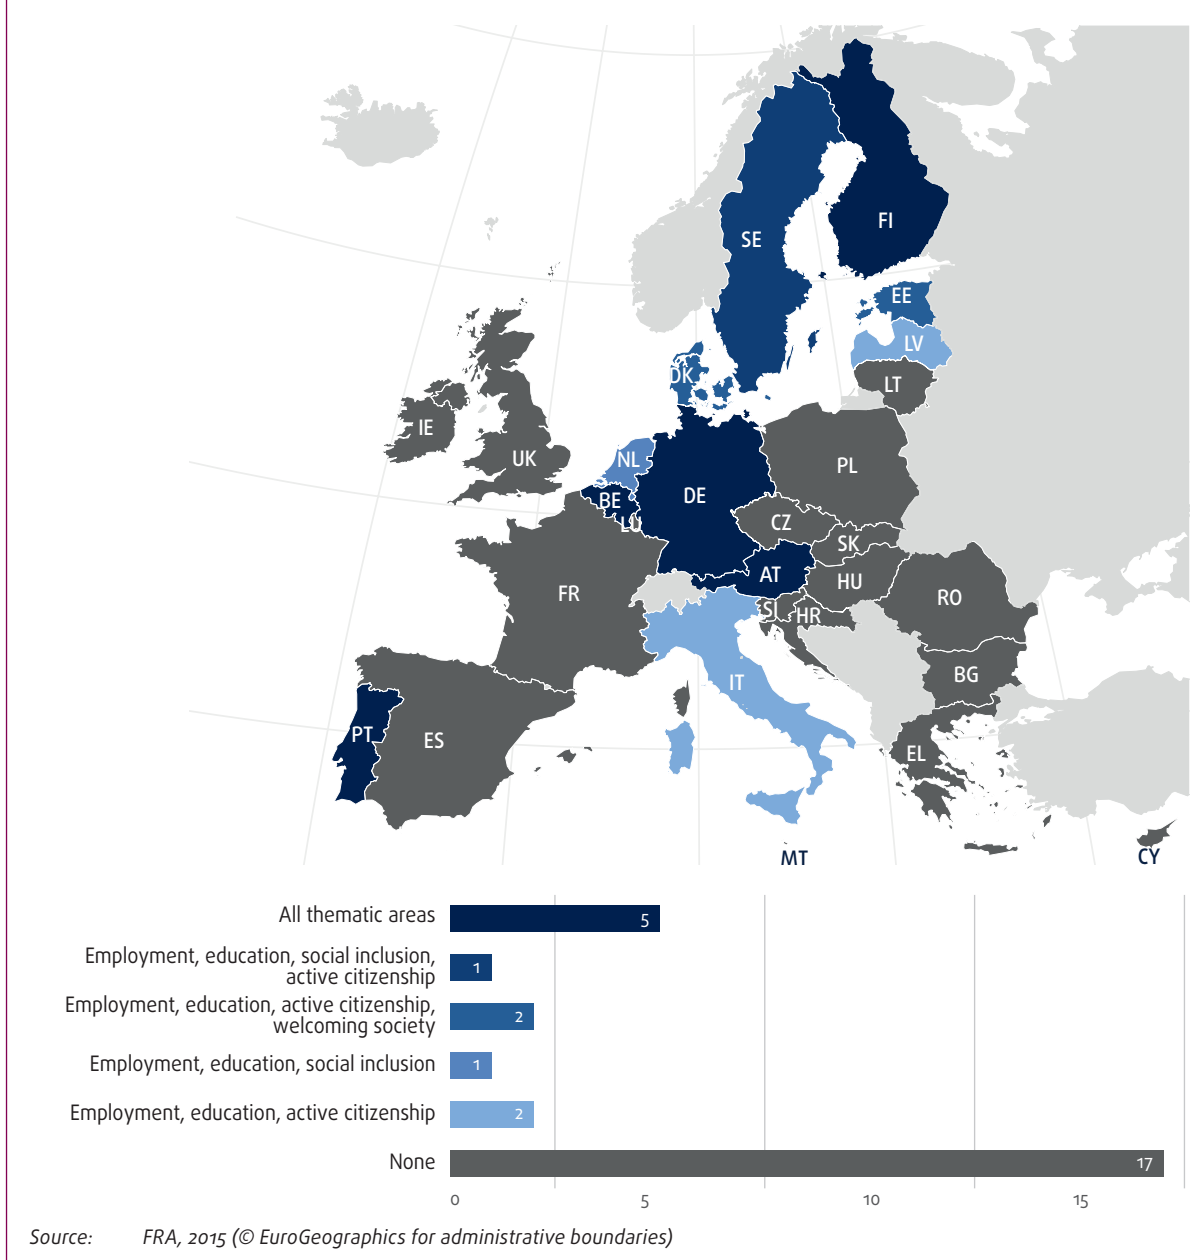 FI
SE
EE
LV
DK
LT
IE
UK
NL
PL
BE
DE
LU
CZ
SK
AT
HU
FR
SI
HR
RO
IT
BG
PT
ES
EL
MT
CY
All thematic areas
5
Employment, education, social inclusion,
active citizenship
1
Employment, education, active citizenship,
welcoming society
2
Employment, education, social inclusion
1
Employment, education, active citizenship
2
None
17
0 5 10 15
Source: FRA, 2015 (© EuroGeographics for administrative boundaries)